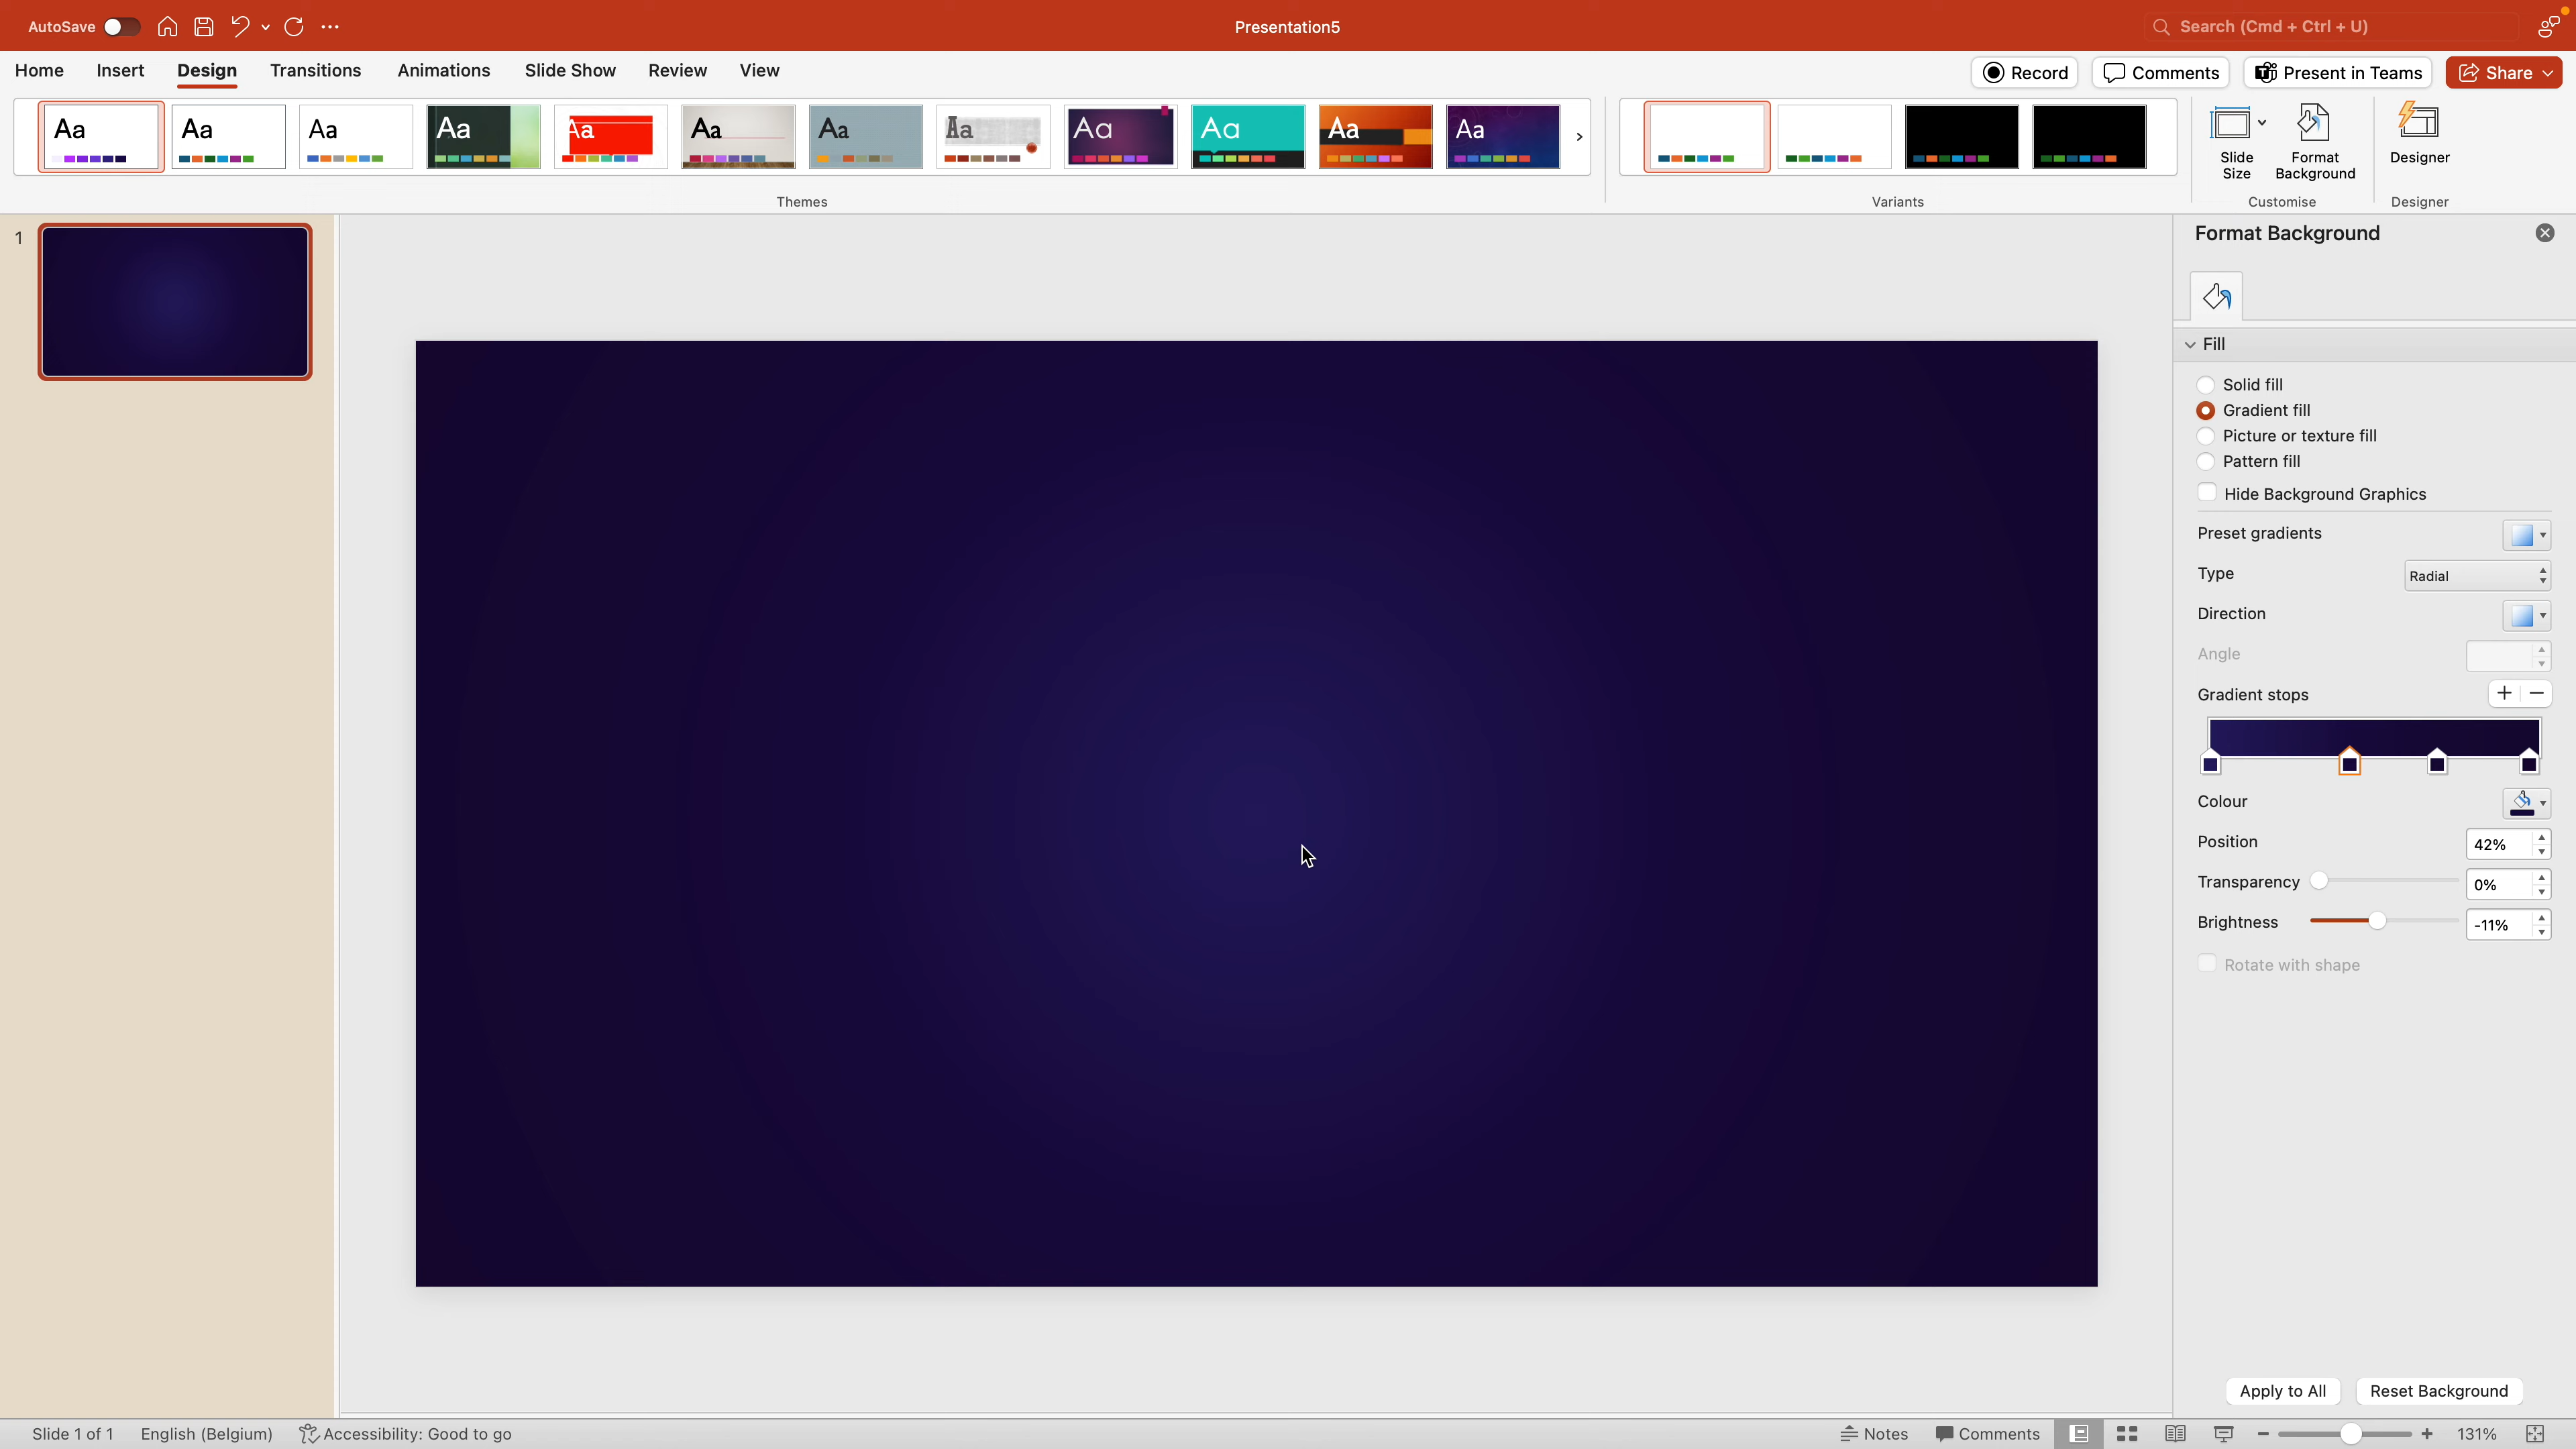 AutoSave
Presentation5
Search (Cmd + Ctrl + U)
Home Insert Design Transitions Animations Slide Show Review View
Record Comments Present in Teams Share
Aa Aa Aa Aa Aa Aa Aa Aa Aa Aa Aa Aa
Slide Size
Format Background
Designer
Themes
Variants
Customise
Designer
1
Format Background
Fill
Solid fill
Gradient fill
Picture or texture fill
Pattern fill
Hide Background Graphics
Preset gradients
Type Radial
Direction
Angle
Gradient stops
Colour
Position 42%
Transparency 0%
Brightness -11%
Rotate with shape
Apply to All Reset Background
Slide 1 of 1 English (Belgium) Accessibility: Good to go Notes Comments 131%